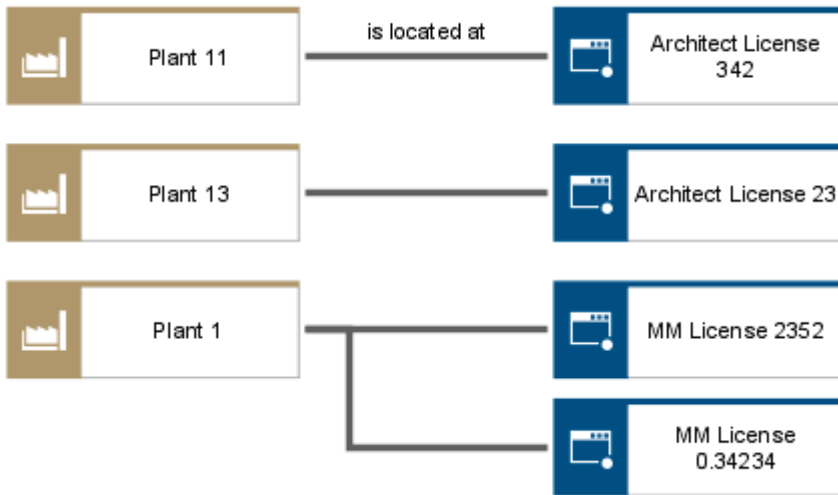 Plant 11
is located at
Architect License
342
Plant 13
Architect License 23
Plant 1
MM License 2352
MM License
0.34234